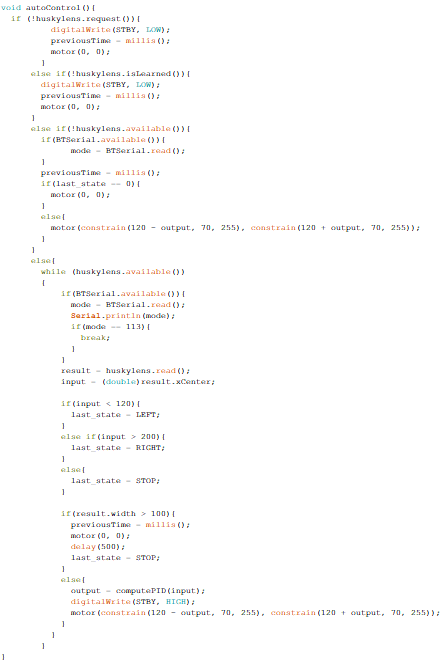 void autoControl(){
if (!huskylens.request()){
digitalWrite(STBY, LOW);
previousTime = millis();
motor(0, 0);
}
else if(!huskylens.isLearned()){
digitalWrite(STBY, LOW);
previousTime = millis();
motor(0, 0);
}
else if(!huskylens.available()){
if(BTSerial.available()){
mode = BTSerial.read();
}
previousTime = millis();
if(last_state == 0){
motor(0, 0);
}
else{
motor(constrain(120 - output, 70, 255), constrain(120 + output, 70, 255));
}
}
else{
while (huskylens.available())
{
if(BTSerial.available()){
mode = BTSerial.read();
Serial.println(mode);
if(mode == 113){
break;
}
}
result = huskylens.read();
input = (double)result.xCenter;
if(input < 120){
last_state = LEFT;
}
else if(input > 200){
last_state = RIGHT;
}
else{
last_state = STOP;
}
if(result.width > 100){
previousTime = millis();
motor(0, 0);
delay(500);
last_state = STOP;
}
else{
output = computePID(input);
digitalWrite(STBY, HIGH);
motor(constrain(120 - output, 70, 255), constrain(120 + output, 70, 255));
}
}
}
}